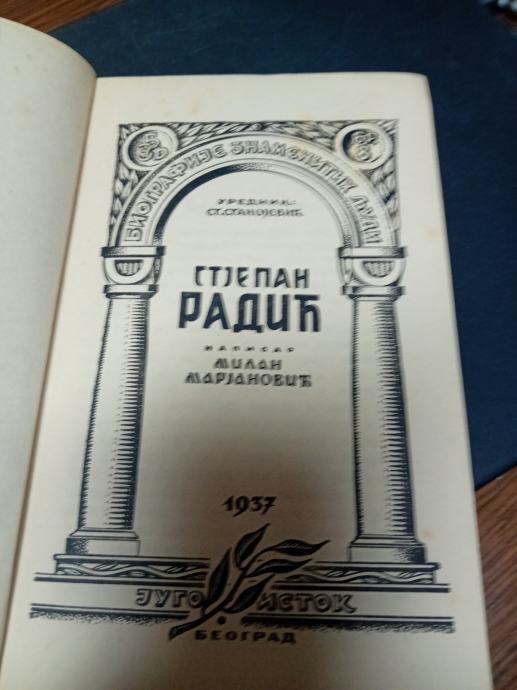 БИОГРАФИЈЕ ЗНАМЕНИТИХ ЉУДИ
УРЕДНИК:
СТ. СТАНОЈЕВИЋ
СТЈЕПАН
РАДИЋ
НАПИСАО
МИЛАН
МАРЈАНОВИЋ
1937
ЈУГО ИСТОК
БЕОГРАД